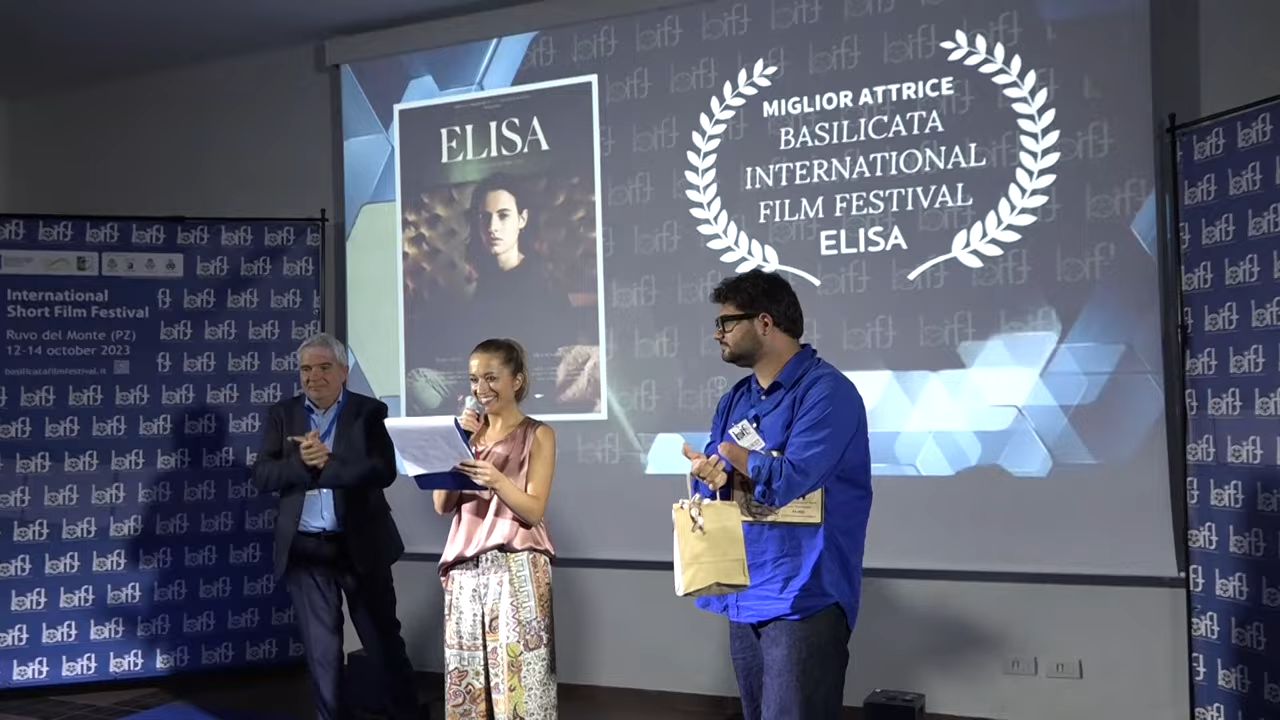 International
Short Film Festival
Ruvo del Monte (PZ)
12-14 october 2023
basilicatafilmfestival.it
ELISA
MIGLIOR ATTRICE
BASILICATA
INTERNATIONAL
FILM FESTIVAL
ELISA
biff